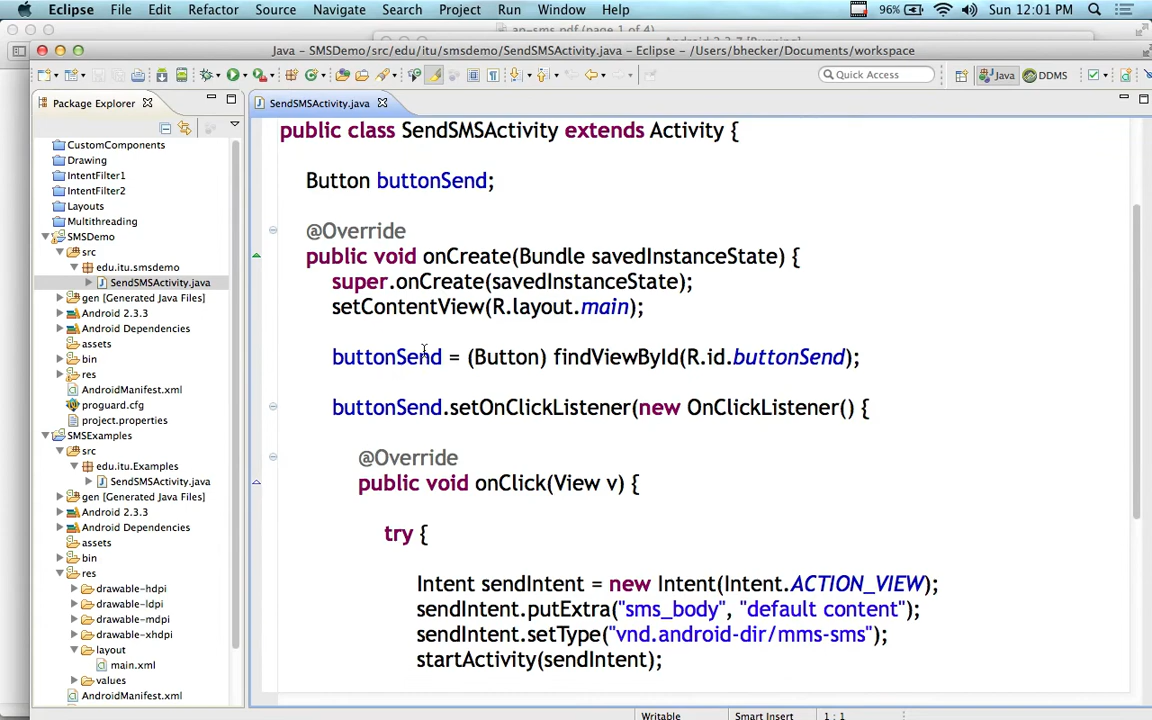 Eclipse File Edit Refactor Source Navigate Search Project Run Window Help 96% Sun 12:01 PM
Java – SMSDemo/src/edu/itu/smsdemo/SendSMSActivity.java – Eclipse – /Users/bhecker/Documents/workspace
Quick Access Java DDMS
Package Explorer
SendSMSActivity.java
CustomComponents
Drawing
IntentFilter1
IntentFilter2
Layouts
Multithreading
SMSDemo
src
edu.itu.smsdemo
SendSMSActivity.java
gen [Generated Java Files]
Android 2.3.3
Android Dependencies
assets
bin
res
AndroidManifest.xml
proguard.cfg
project.properties
SMSExamples
src
edu.itu.Examples
SendSMSActivity.java
gen [Generated Java Files]
Android 2.3.3
Android Dependencies
assets
bin
res
drawable-hdpi
drawable-ldpi
drawable-mdpi
drawable-xhdpi
layout
main.xml
values
AndroidManifest.xml
public class SendSMSActivity extends Activity {
Button buttonSend;
@Override
public void onCreate(Bundle savedInstanceState) {
super.onCreate(savedInstanceState);
setContentView(R.layout.main);
buttonSend = (Button) findViewById(R.id.buttonSend);
buttonSend.setOnClickListener(new OnClickListener() {
@Override
public void onClick(View v) {
try {
Intent sendIntent = new Intent(Intent.ACTION_VIEW);
sendIntent.putExtra("sms_body", "default content");
sendIntent.setType("vnd.android-dir/mms-sms");
startActivity(sendIntent);
Writable Smart Insert 1 : 1